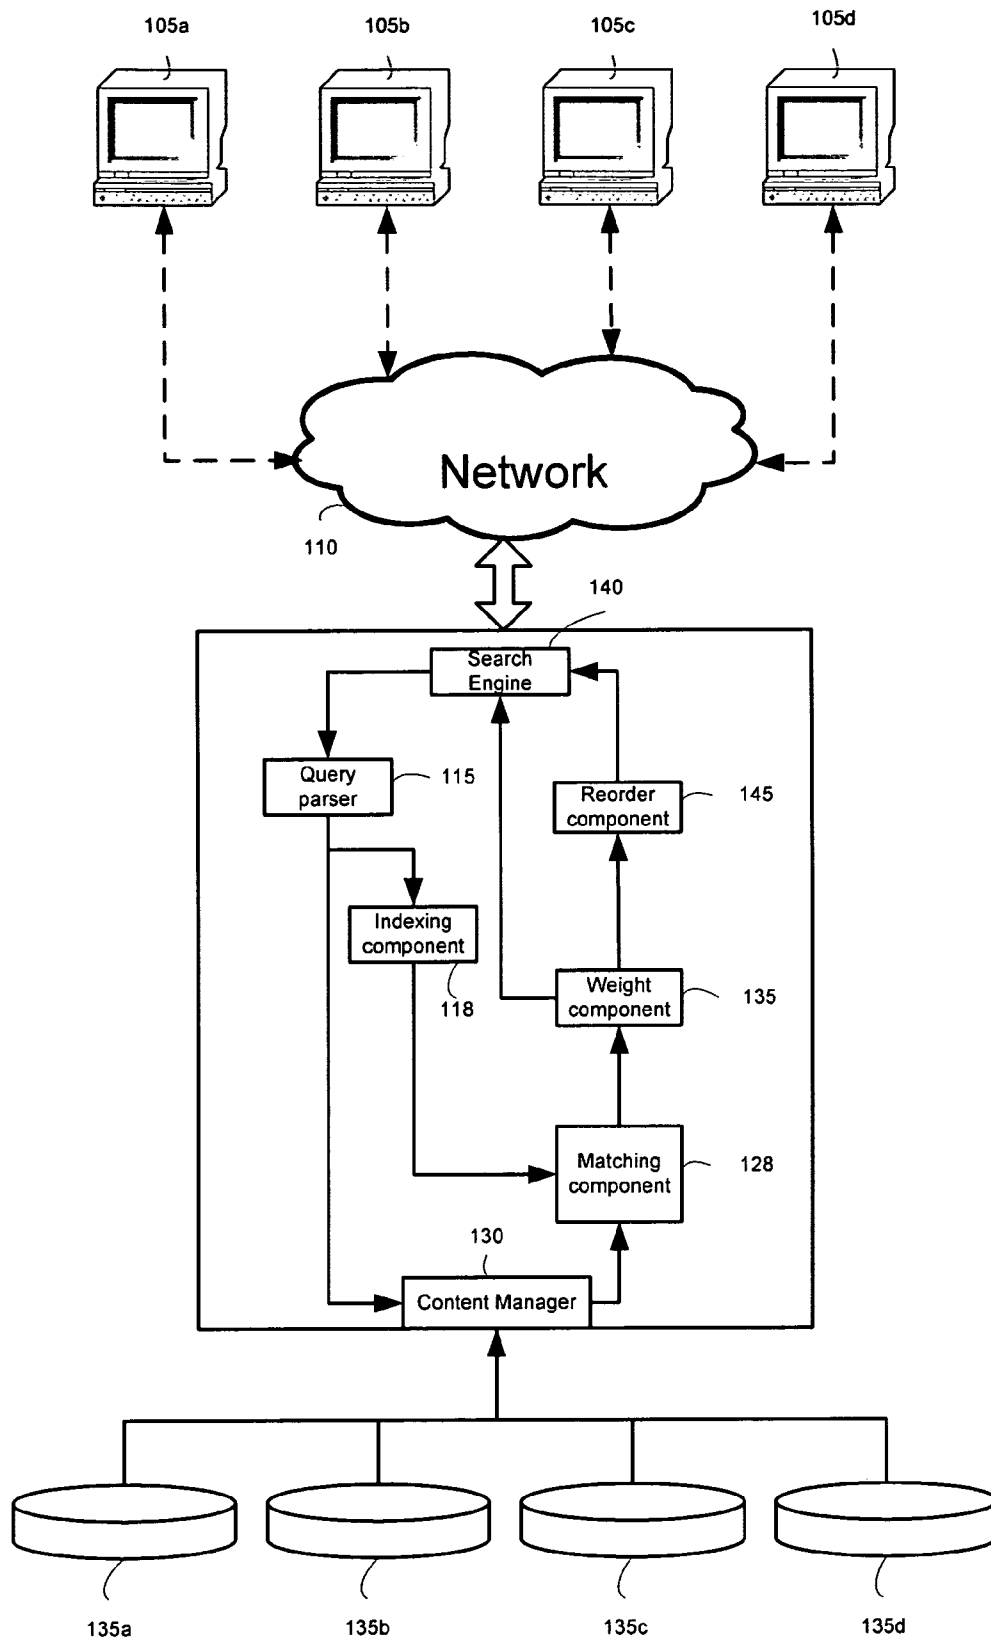 105a
105b
105c
105d
Network
110
140
Search
Engine
Query
parser
115
Reorder
component
145
Indexing
component
118
Weight
component
135
Matching
component
128
130
Content Manager
135a
135b
135c
135d